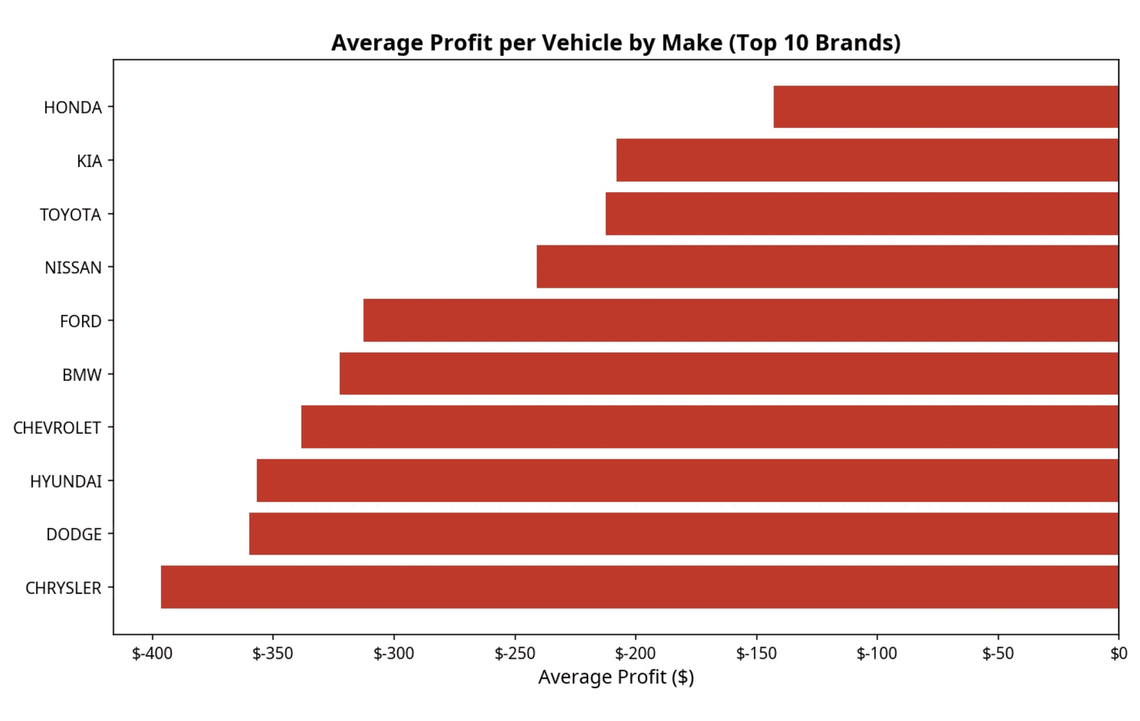 Average Profit per Vehicle by Make (Top 10 Brands)
HONDA
KIA
TOYOTA
NISSAN
FORD
BMW
CHEVROLET
HYUNDAI
DODGE
CHRYSLER
$-400 $-350 $-300 $-250 $-200 $-150 $-100 $-50 $0
Average Profit ($)